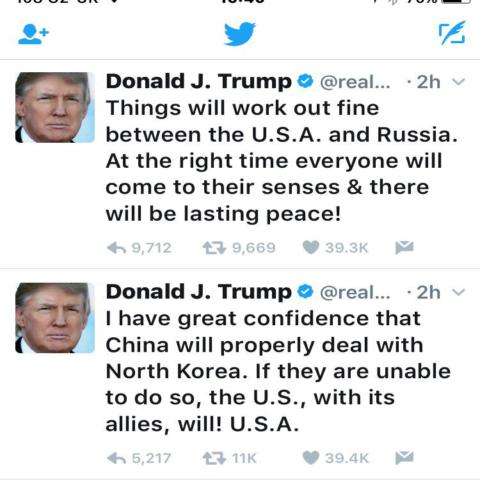 Donald J. Trump @real... · 2h
Things will work out fine
between the U.S.A. and Russia.
At the right time everyone will
come to their senses & there
will be lasting peace!
9,712 9,669 39.3K
Donald J. Trump @real... · 2h
I have great confidence that
China will properly deal with
North Korea. If they are unable
to do so, the U.S., with its
allies, will! U.S.A.
5,217 11K 39.4K